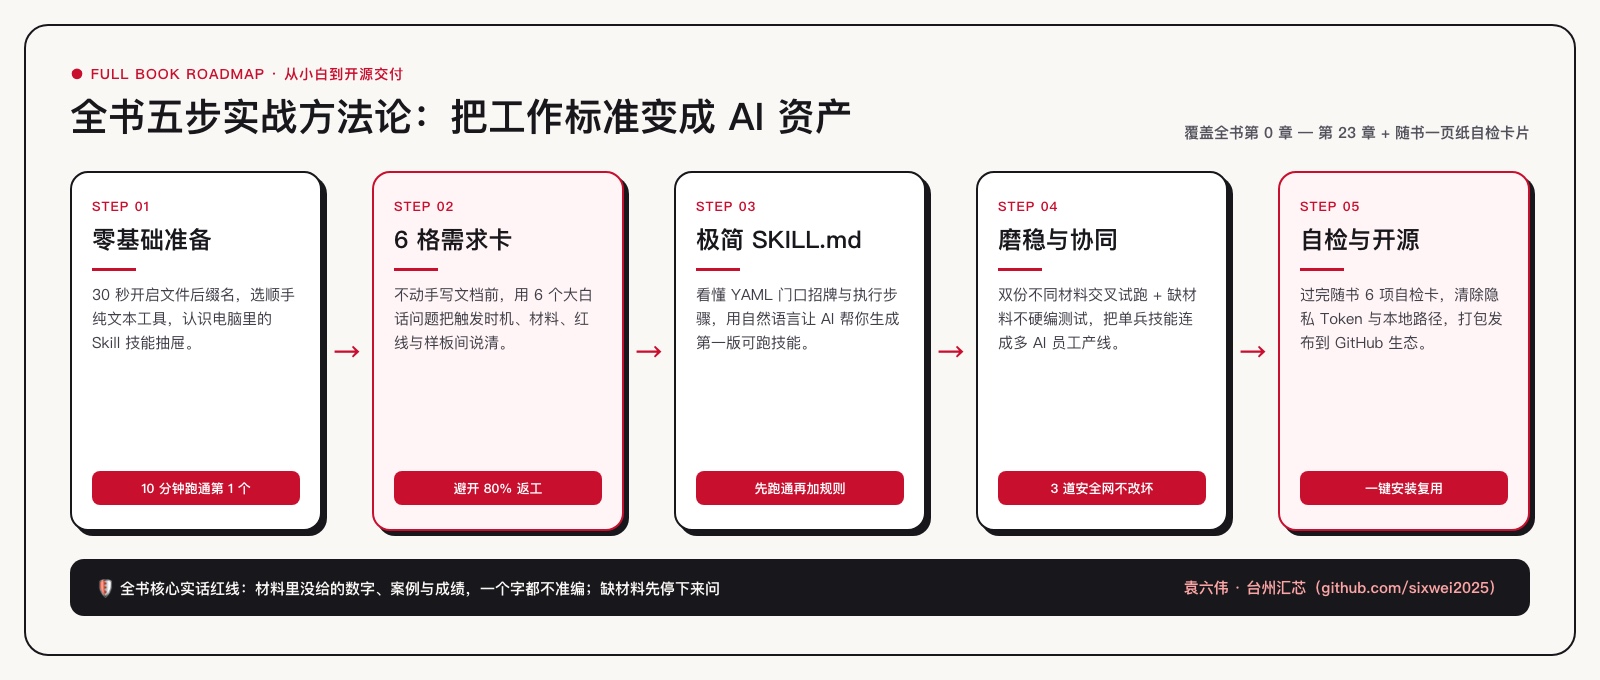 FULL BOOK ROADMAP · 从小白到开源交付
全书五步实战方法论：把工作标准变成 AI 资产
覆盖全书第 0 章 — 第 23 章 + 随书一页纸自检卡片
STEP 01
零基础准备
30 秒开启文件后缀名，选顺手
纯文本工具，认识电脑里的
Skill 技能抽屉。
10 分钟跑通第 1 个
→
STEP 02
6 格需求卡
不动手写文档前，用 6 个大白
话问题把触发时机、材料、红
线与样板间说清。
避开 80% 返工
→
STEP 03
极简 SKILL.md
看懂 YAML 门口招牌与执行步
骤，用自然语言让 AI 帮你生成
第一版可跑技能。
先跑通再加规则
→
STEP 04
磨稳与协同
双份不同材料交叉试跑 + 缺材
料不硬编测试，把单兵技能连
成多 AI 员工产线。
3 道安全网不改坏
→
STEP 05
自检与开源
过完随书 6 项自检卡，清除隐
私 Token 与本地路径，打包发
布到 GitHub 生态。
一键安装复用
全书核心实话红线：材料里没给的数字、案例与成绩，一个字都不准编；缺材料先停下来问
袁六伟 · 台州汇芯（github.com/sixwei2025）